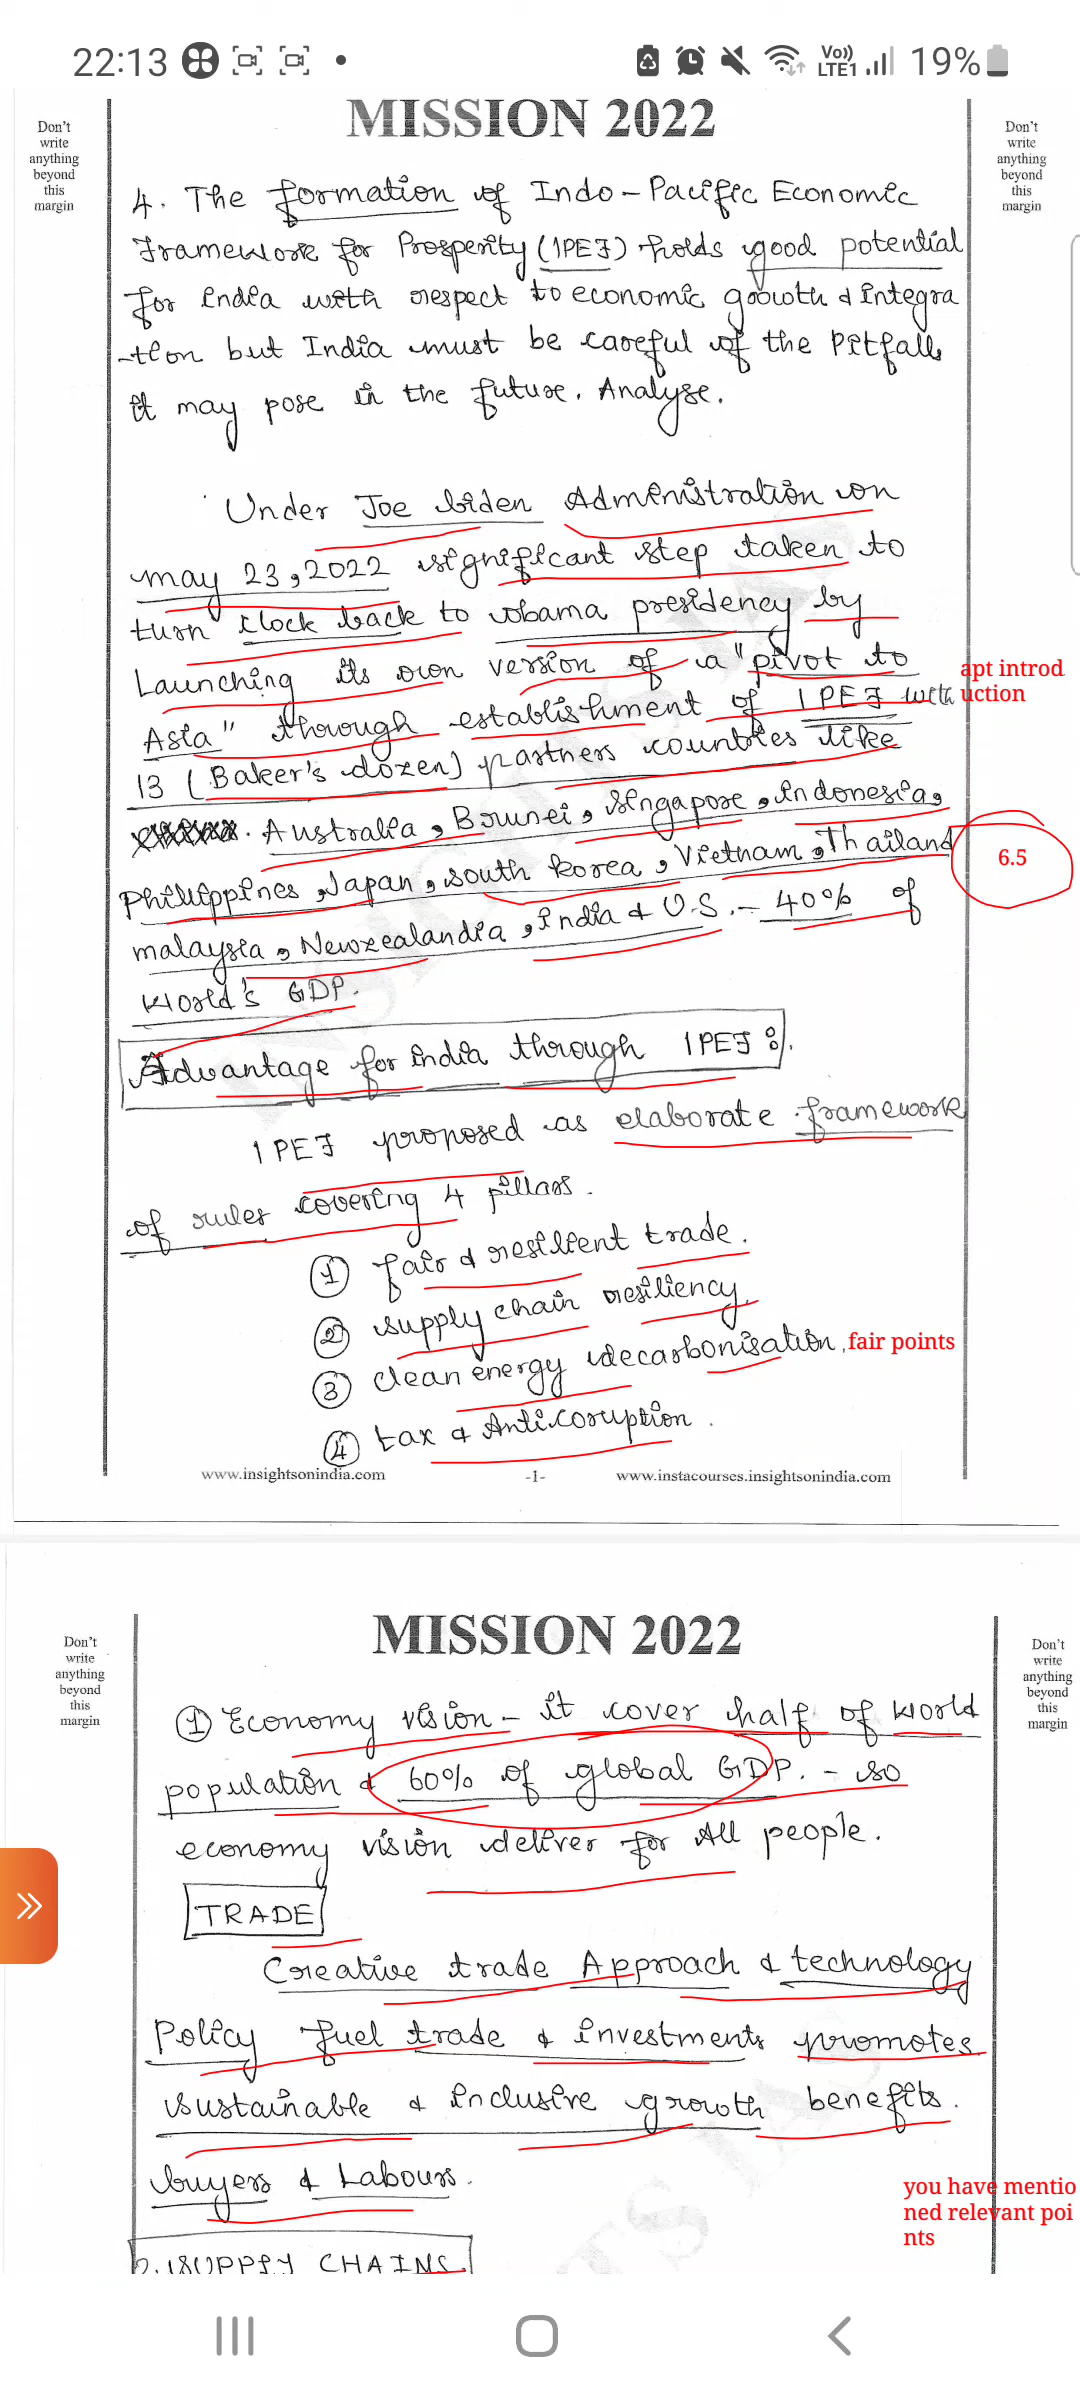 22:13
Vo)) LTE1 19%
MISSION 2022
Don't
write
anything
beyond
this
margin
Don't
write
anything
beyond
this
margin
4. The formation of Indo-Pacific Economic
Framework for Prosperity (IPEF) holds good potential
for India with respect to economic growth & integra
-tion but India must be careful of the Pitfalls
it may pose in the future. Analyse.
Under Joe biden Administration on
may 23, 2022 significant step taken to
turn clock back to obama presidency by
Launching its own version of a "pivot to
Asia" through establishment of IPEF with
apt introd
uction
13 (Baker's dozen) partners countries like
Australia, Brunei, Singapore, indonesia,
Philippines, Japan, south korea, Vietnam, Thailand
6.5
malaysia, Newzealandia, india & U.S. - 40% of
World's GDP.
Advantage for india through IPEF :
IPEF proposed as elaborate framework
of rules covering 4 pillars.
1 fair & resilient trade.
2 supply chain resiliency.
3 clean energy decarbonisation.
fair points
4 tax & Anticoruption.
www.insightsonindia.com
-1-
www.instacourses.insightsonindia.com
MISSION 2022
Don't
write
anything
beyond
this
margin
Don't
write
anything
beyond
this
margin
1 Economy vision - it cover half of World
population & 60% of global GDP. - so
economy vision deliver for All people.
TRADE
Creative trade Approach & technology
Policy fuel trade & investments promotes
sustainable & inclusive growth benefits
buyers & Labours.
you have mentio
ned relevant poi
nts
2. SUPPLY CHAINS